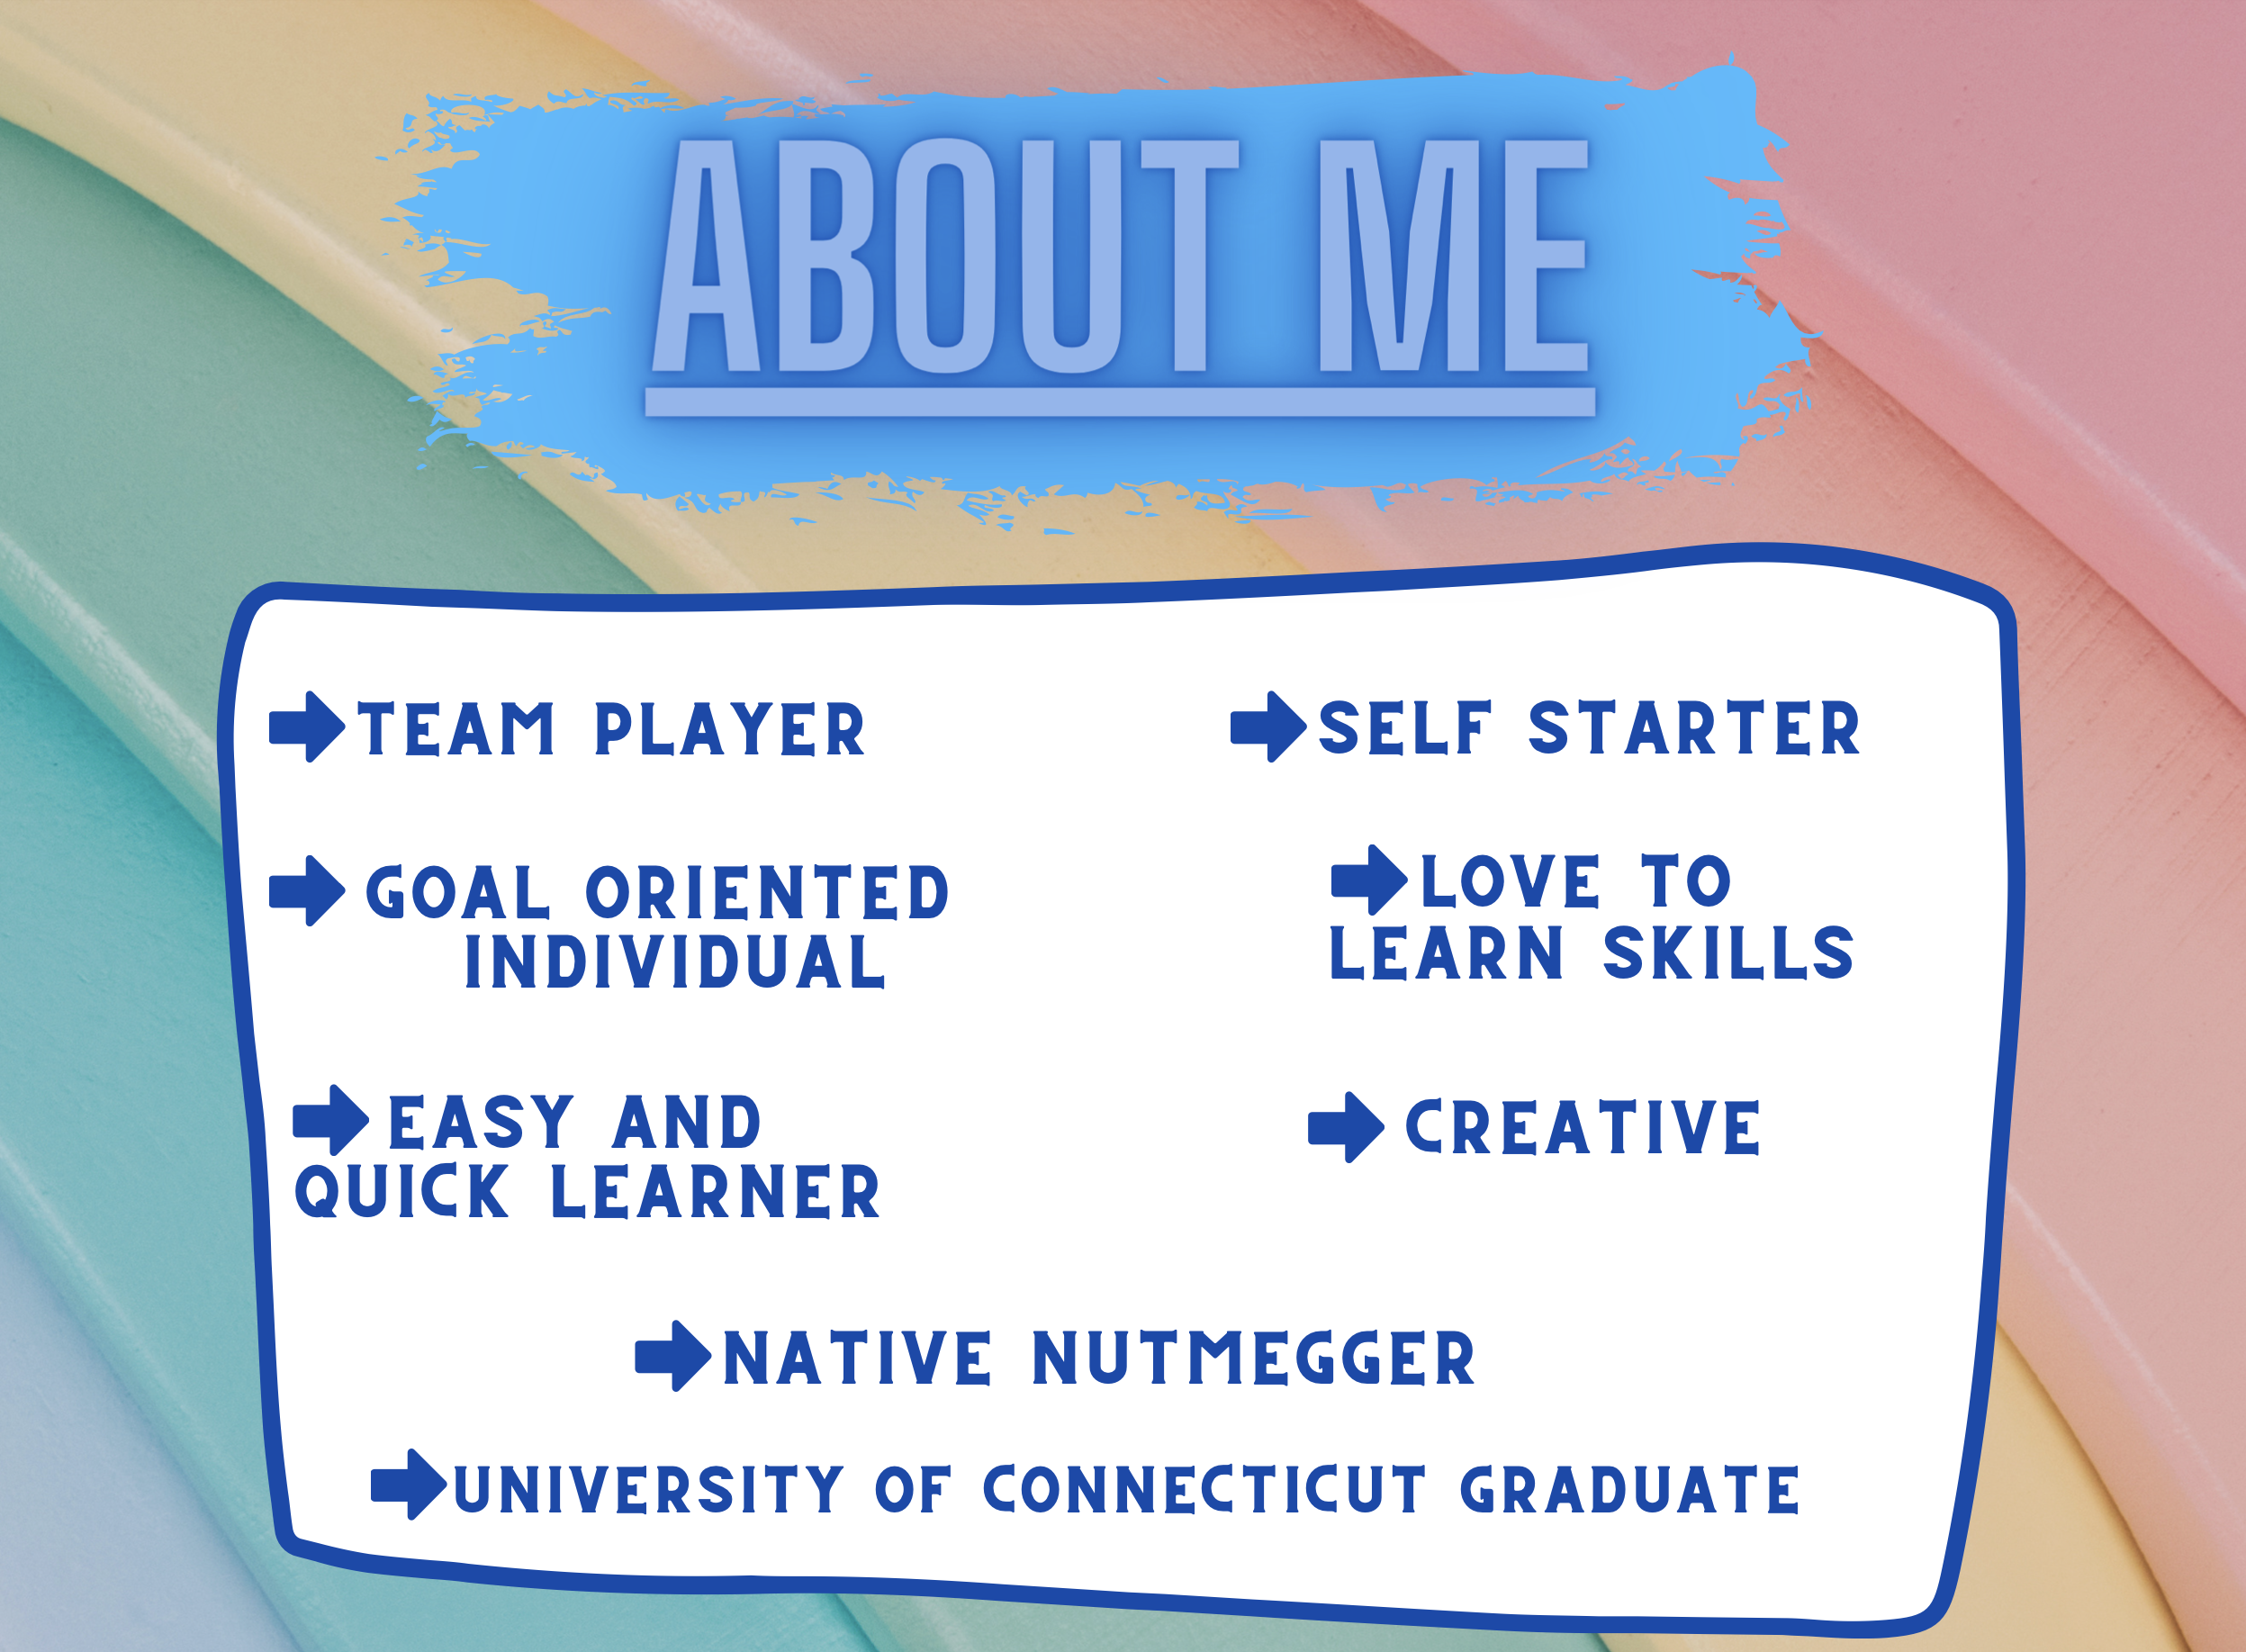 ABOUT ME
TEAM PLAYER
SELF STARTER
GOAL ORIENTED
INDIVIDUAL
LOVE TO
LEARN SKILLS
EASY AND
QUICK LEARNER
CREATIVE
NATIVE NUTMEGGER
UNIVERSITY OF CONNECTICUT GRADUATE